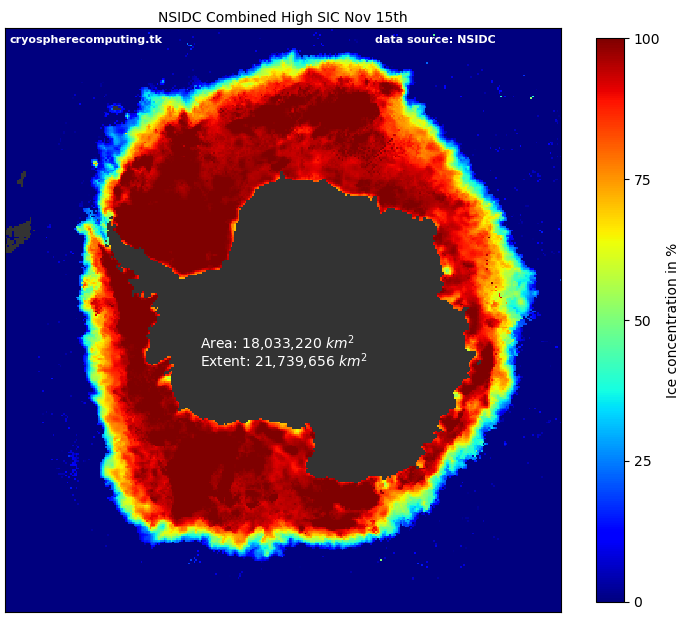 NSIDC Combined High SIC Nov 15th
cryospherecomputing.tk
data source: NSIDC
Area: 18,033,220 km²
Extent: 21,739,656 km²
100
75
50
25
0
Ice concentration in %